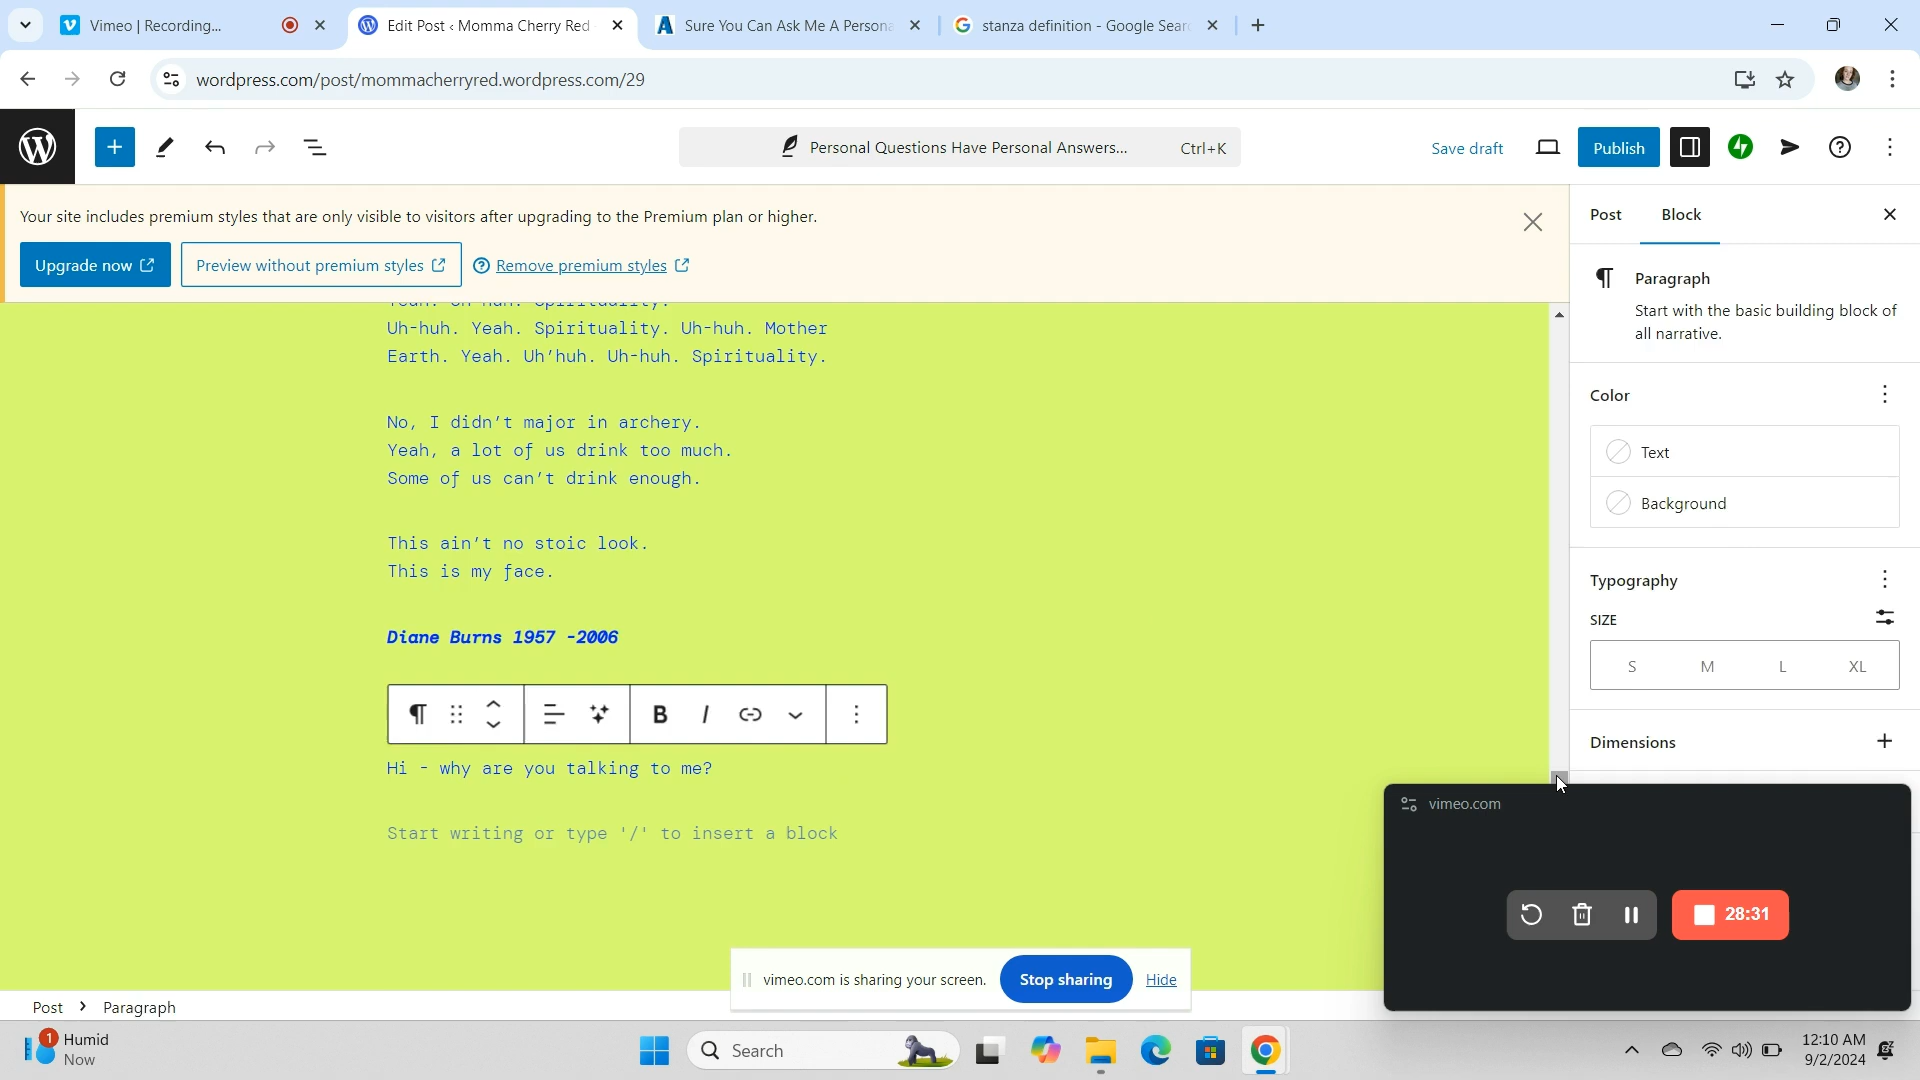 Vimeo | Recording...
Edit Post ‹ Momma Cherry Red
Sure You Can Ask Me A Persona
stanza definition - Google Sear
wordpress.com/post/mommacherryred.wordpress.com/29
Personal Questions Have Personal Answers...
Ctrl+K
Save draft
Publish
Your site includes premium styles that are only visible to visitors after upgrading to the Premium plan or higher.
Upgrade now
Preview without premium styles
Remove premium styles
Yeah. Uh-huh. Spirituality.
Uh-huh. Yeah. Spirituality. Uh-huh. Mother
Earth. Yeah. Uh’huh. Uh-huh. Spirituality.
No, I didn’t major in archery.
Yeah, a lot of us drink too much.
Some of us can’t drink enough.
This ain’t no stoic look.
This is my face.
Diane Burns 1957 -2006
B I
Hi - why are you talking to me?
Start writing or type '/' to insert a block
Post
Block
Paragraph
Start with the basic building block of
all narrative.
Color
Text
Background
Typography
SIZE
S M L XL
Dimensions
vimeo.com
28:31
vimeo.com is sharing your screen.
Stop sharing
Hide
Post › Paragraph
1
Humid
Now
Search
12:10 AM
9/2/2024